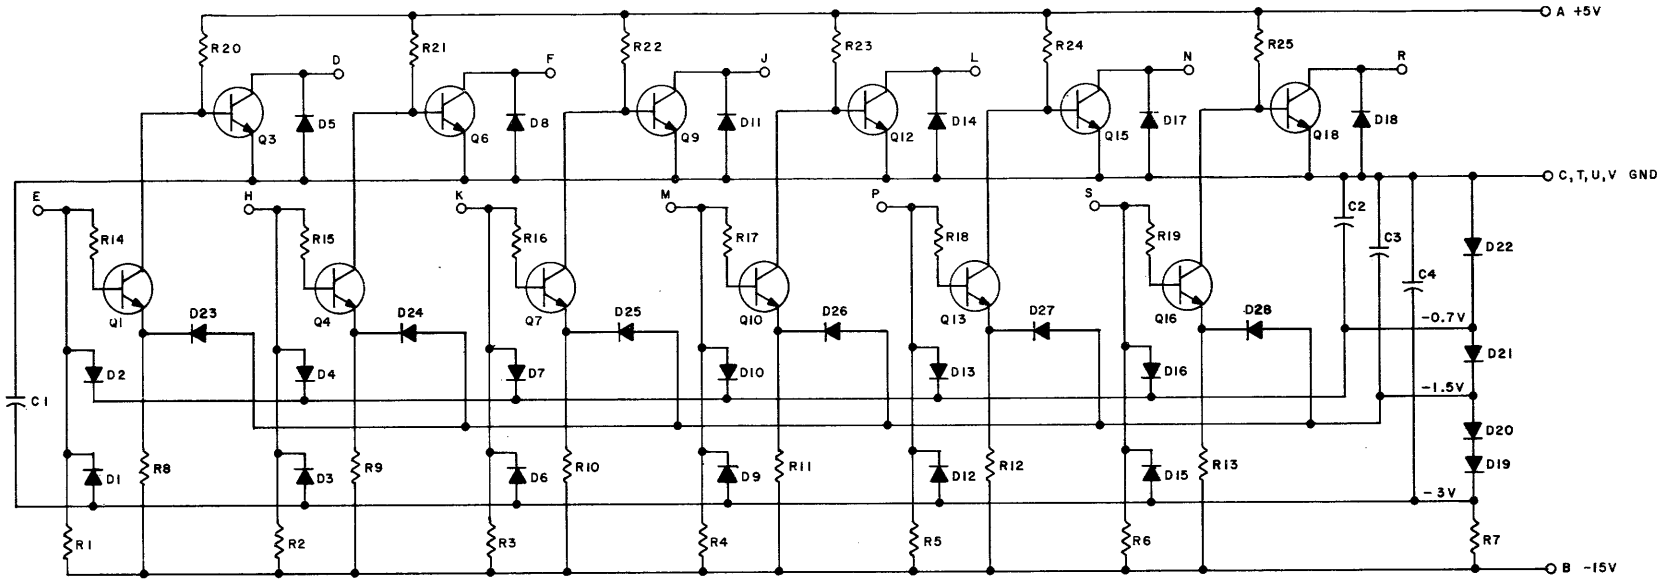 A +5V
R20 R21 R22 R23 R24 R25
D F J L N R
D5 D8 D11 D14 D17 D18
Q3 Q6 Q9 Q12 Q15 Q18
C,T,U,V GND
E H K M P S
C2
R14 R15 R16 R17 R18 R19
C3 D22
C4
Q1 D23 Q4 D24 Q7 D25 Q10 D26 Q13 D27 Q16 D28
-0.7V
D2 D4 D7 D10 D13 D16 D21
-1.5V
C1
D20
R8 R9 R10 R11 R12 R13
D1 D3 D6 D9 D12 D15 D19
-3V
R1 R2 R3 R4 R5 R6 R7
B -15V